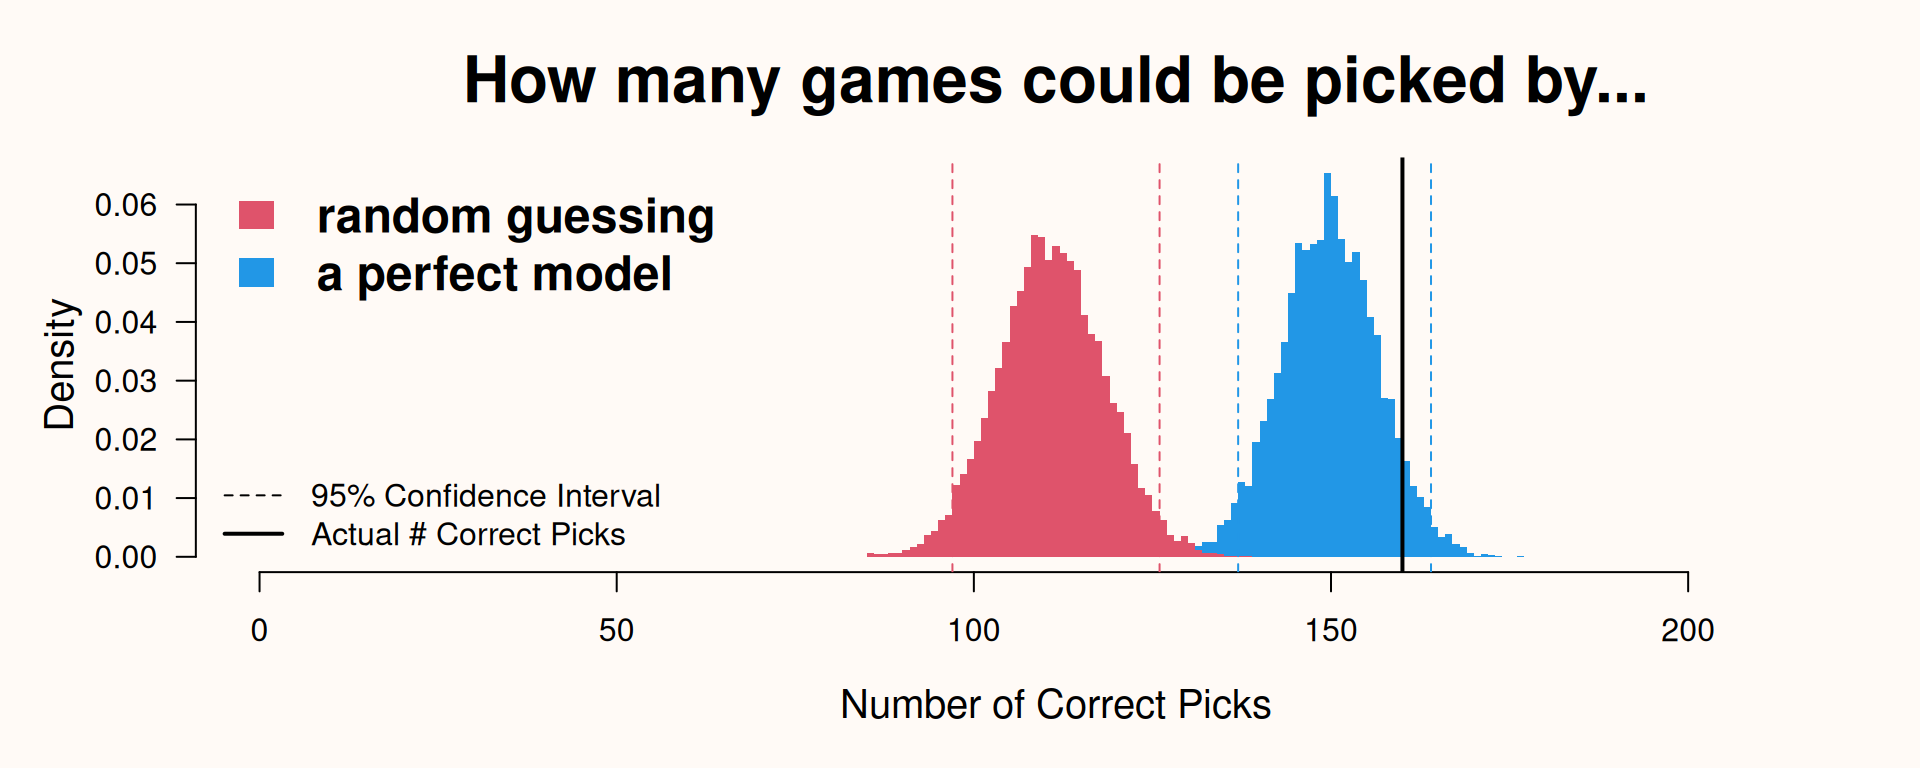 How many games could be picked by...
random guessing
a perfect model
95% Confidence Interval
Actual # Correct Picks
Density
0.06
0.05
0.04
0.03
0.02
0.01
0.00
0 50 100 150 200
Number of Correct Picks